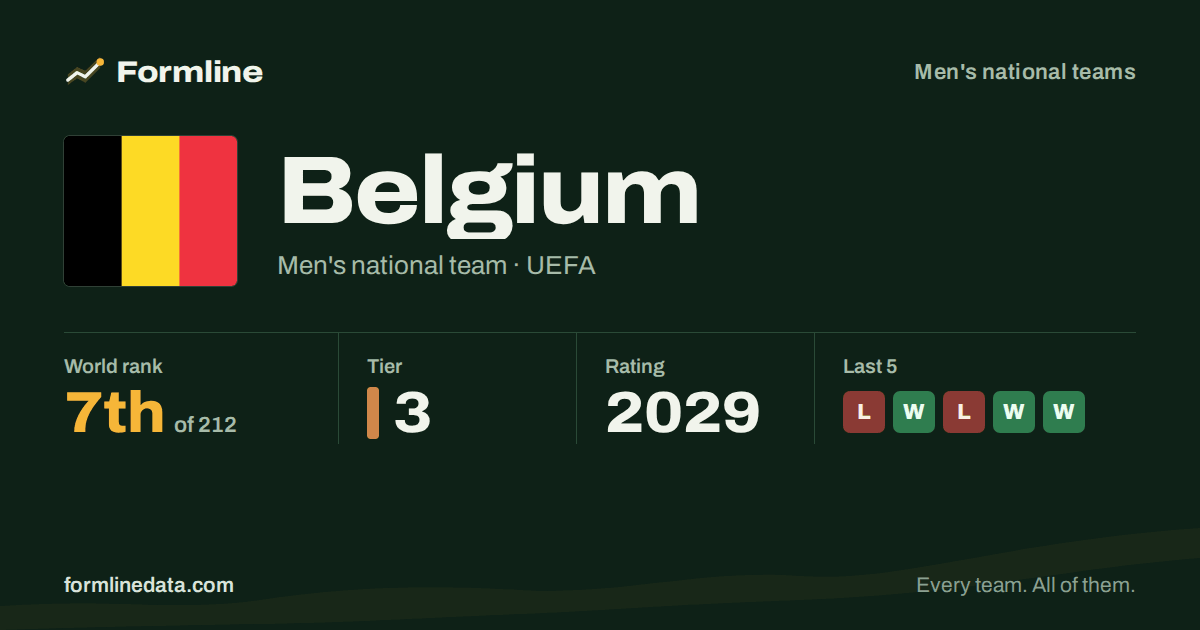 Formline
Men's national teams
Belgium
Men's national team · UEFA
World rank
7th of 212
Tier
3
Rating
2029
Last 5
L W L W W
formlinedata.com
Every team. All of them.